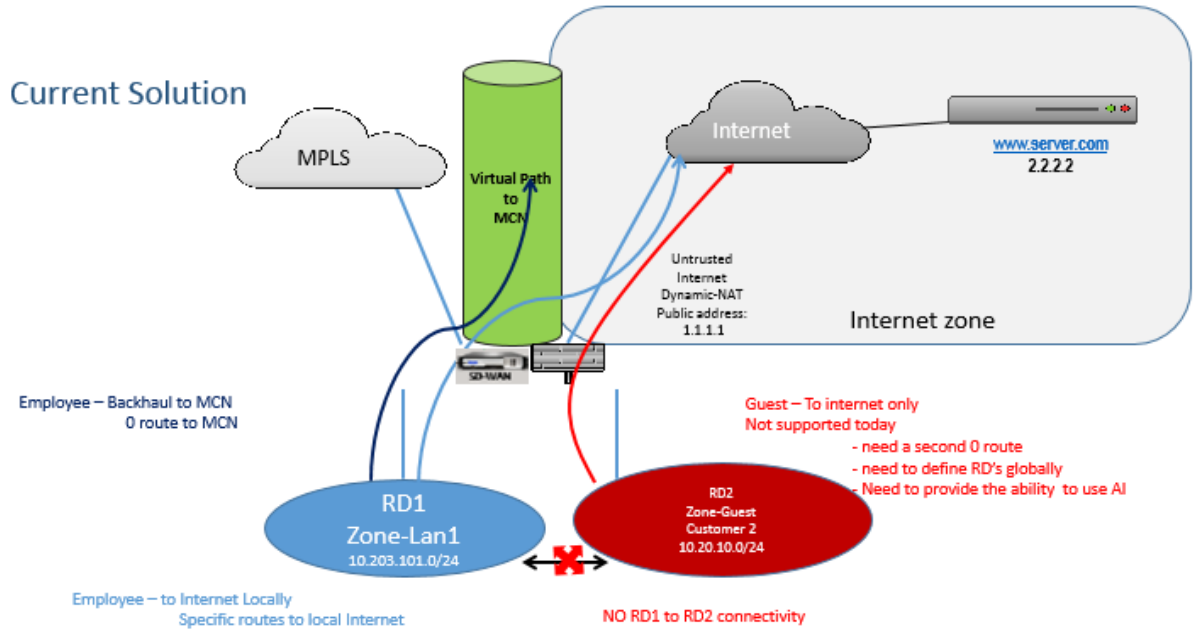 Current Solution
MPLS
Virtual Path
to
MCN
Internet
www.server.com
2.2.2.2
Untrusted
Internet
Dynamic-NAT
Public address:
1.1.1.1
Internet zone
SD-WAN
Employee – Backhaul to MCN
0 route to MCN
Guest – To internet only
Not supported today
- need a second 0 route
- need to define RD's globally
- Need to provide the ability to use AI
RD1
Zone-Lan1
10.203.101.0/24
RD2
Zone-Guest
Customer 2
10.20.10.0/24
Employee – to Internet Locally
Specific routes to local Internet
NO RD1 to RD2 connectivity